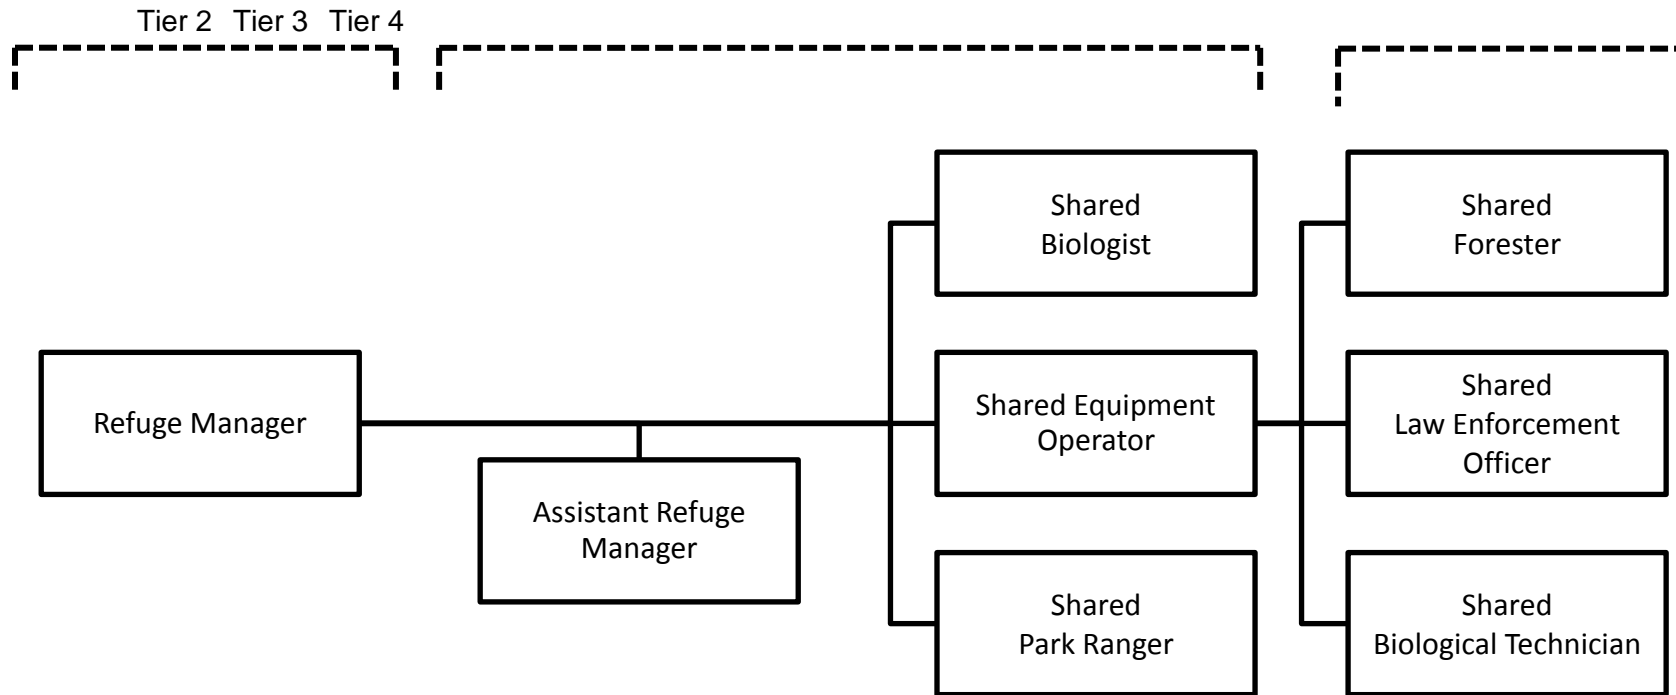 Tier 2 Tier 3 Tier 4
Shared
Biologist
Shared
Forester
Refuge Manager
Shared Equipment
Operator
Shared
Law Enforcement
Officer
Assistant Refuge
Manager
Shared
Park Ranger
Shared
Biological Technician